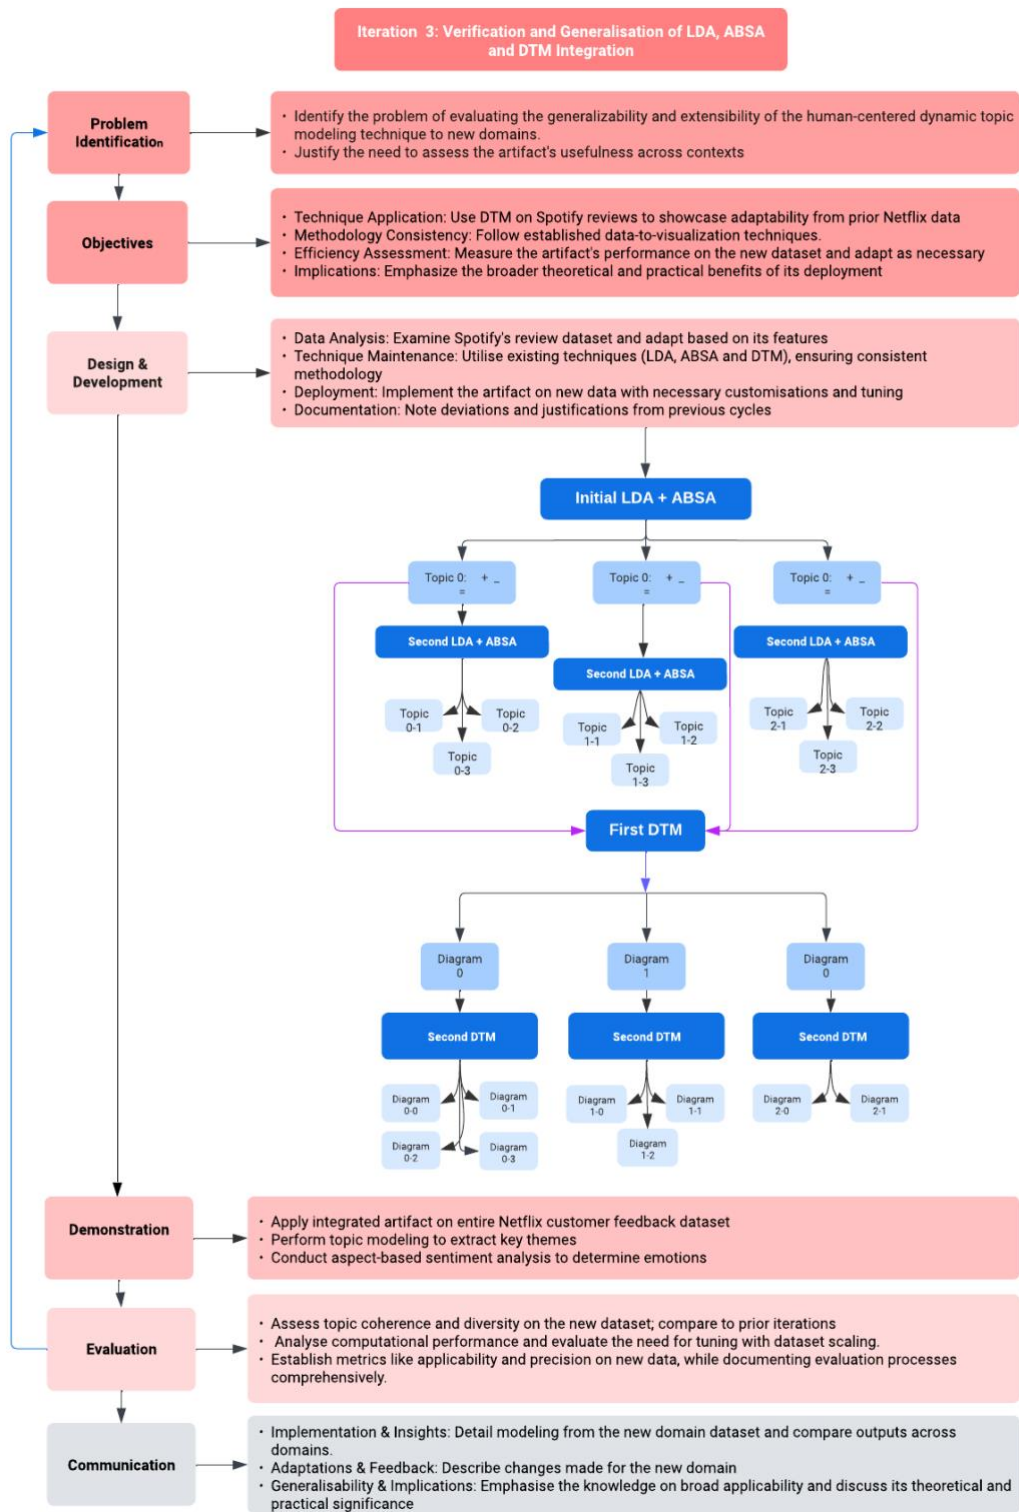 Iteration 3: Verification and Generalisation of LDA, ABSA
and DTM Integration
Problem
Identification
• Identify the problem of evaluating the generalizability and extensibility of the human-centered dynamic topic
modeling technique to new domains.
• Justify the need to assess the artifact's usefulness across contexts
Objectives
• Technique Application: Use DTM on Spotify reviews to showcase adaptability from prior Netflix data
• Methodology Consistency: Follow established data-to-visualization techniques.
• Efficiency Assessment: Measure the artifact's performance on the new dataset and adapt as necessary
• Implications: Emphasize the broader theoretical and practical benefits of its deployment
Design &
Development
• Data Analysis: Examine Spotify's review dataset and adapt based on its features
• Technique Maintenance: Utilise existing techniques (LDA, ABSA and DTM), ensuring consistent
methodology
• Deployment: Implement the artifact on new data with necessary customisations and tuning
• Documentation: Note deviations and justifications from previous cycles
Initial LDA + ABSA
Topic 0: + _
=
Topic 0: + _
=
Topic 0: + _
=
Second LDA + ABSA
Second LDA + ABSA
Second LDA + ABSA
Topic
0-1
Topic
0-2
Topic
0-3
Topic
1-1
Topic
1-2
Topic
1-3
Topic
2-1
Topic
2-2
Topic
2-3
First DTM
Diagram
0
Diagram
1
Diagram
0
Second DTM
Second DTM
Second DTM
Diagram
0-0
Diagram
0-1
Diagram
0-2
Diagram
0-3
Diagram
1-0
Diagram
1-1
Diagram
1-2
Diagram
2-0
Diagram
2-1
Demonstration
• Apply integrated artifact on entire Netflix customer feedback dataset
• Perform topic modeling to extract key themes
• Conduct aspect-based sentiment analysis to determine emotions
Evaluation
• Assess topic coherence and diversity on the new dataset; compare to prior iterations
• Analyse computational performance and evaluate the need for tuning with dataset scaling.
• Establish metrics like applicability and precision on new data, while documenting evaluation processes
comprehensively.
Communication
• Implementation & Insights: Detail modeling from the new domain dataset and compare outputs across
domains.
• Adaptations & Feedback: Describe changes made for the new domain
• Generalisability & Implications: Emphasise the knowledge on broad applicability and discuss its theoretical and
practical significance